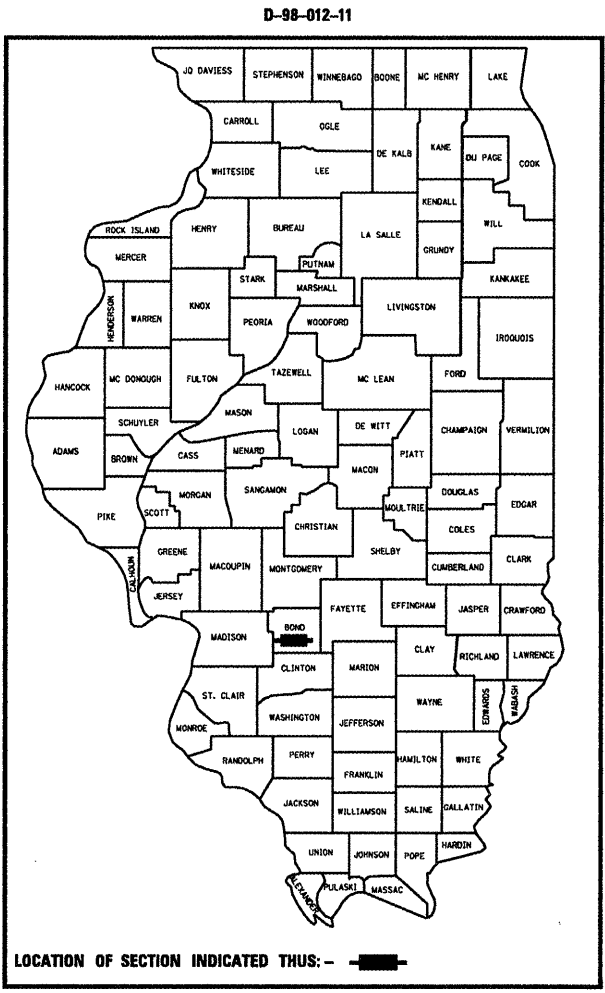 D-98-012-11
JO DAVIESS
STEPHENSON
WINNEBAGO
BOONE
MC HENRY
LAKE
CARROLL
OGLE
DE KALB
KANE
DU PAGE
COOK
WHITESIDE
LEE
KENDALL
ROCK ISLAND
HENRY
BUREAU
LA SALLE
WILL
GRUNDY
MERCER
PUTNAM
STARK
MARSHALL
KANKAKEE
HENDERSON
WARREN
KNOX
PEORIA
WOODFORD
LIVINGSTON
IROQUOIS
HANCOCK
MC DONOUGH
FULTON
TAZEWELL
MC LEAN
FORD
SCHUYLER
MASON
LOGAN
DE WITT
PIATT
CHAMPAIGN
VERMILION
ADAMS
BROWN
CASS
MENARD
MACON
PIKE
SCOTT
MORGAN
SANGAMON
CHRISTIAN
MOULTRIE
DOUGLAS
EDGAR
COLES
SHELBY
CALHOUN
GREENE
MACOUPIN
MONTGOMERY
CUMBERLAND
CLARK
JERSEY
FAYETTE
EFFINGHAM
JASPER
CRAWFORD
MADISON
BOND
CLINTON
MARION
CLAY
RICHLAND
LAWRENCE
ST. CLAIR
WASHINGTON
JEFFERSON
WAYNE
EDWARDS
WABASH
MONROE
RANDOLPH
PERRY
FRANKLIN
HAMILTON
WHITE
JACKSON
WILLIAMSON
SALINE
GALLATIN
UNION
JOHNSON
POPE
HARDIN
ALEXANDER
PULASKI
MASSAC
LOCATION OF SECTION INDICATED THUS: -